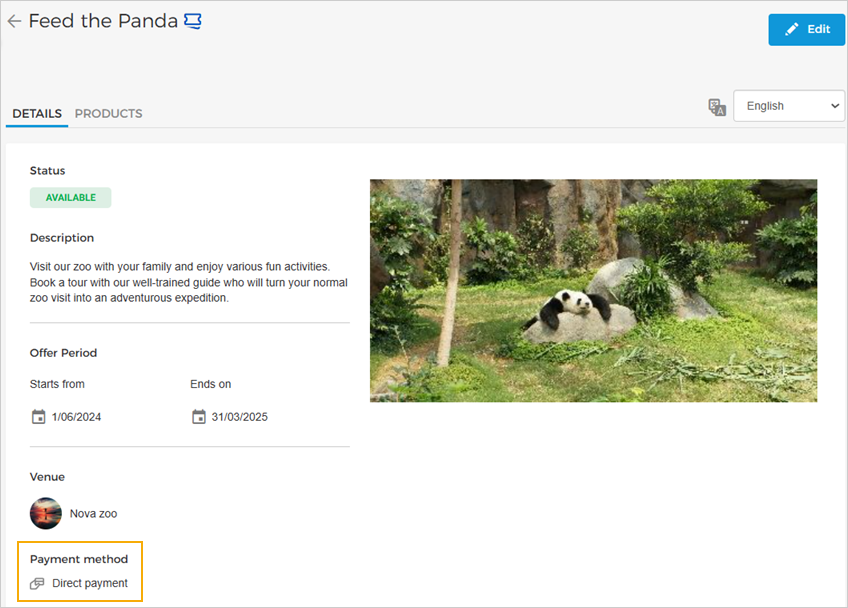 Feed the Panda
Edit
DETAILS PRODUCTS
English
Status
AVAILABLE
Description
Visit our zoo with your family and enjoy various fun activities.
Book a tour with our well-trained guide who will turn your normal
zoo visit into an adventurous expedition.
Offer Period
Starts from Ends on
1/06/2024 31/03/2025
Venue
Nova zoo
Payment method
Direct payment